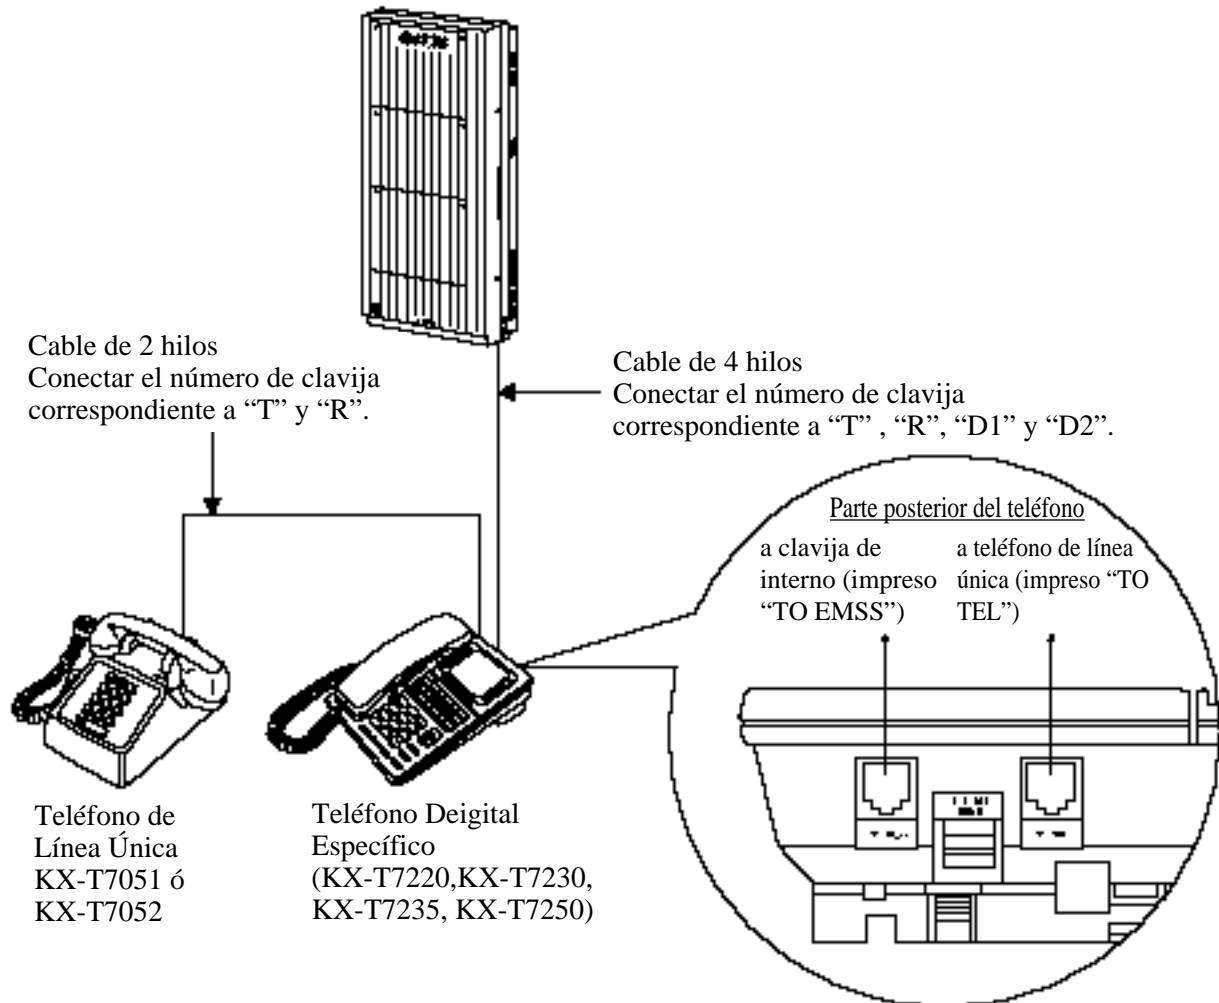 Cable de 2 hilos
Conectar el número de clavija
correspondiente a “T” y “R”.
Cable de 4 hilos
Conectar el número de clavija
correspondiente a “T” , “R”, “D1” y “D2”.
Parte posterior del teléfono
a clavija de
interno (impreso
“TO EMSS”)
a teléfono de línea
única (impreso “TO
TEL”)
Teléfono de
Línea Única
KX-T7051 ó
KX-T7052
Teléfono Deigital
Específico
(KX-T7220,KX-T7230,
KX-T7235, KX-T7250)